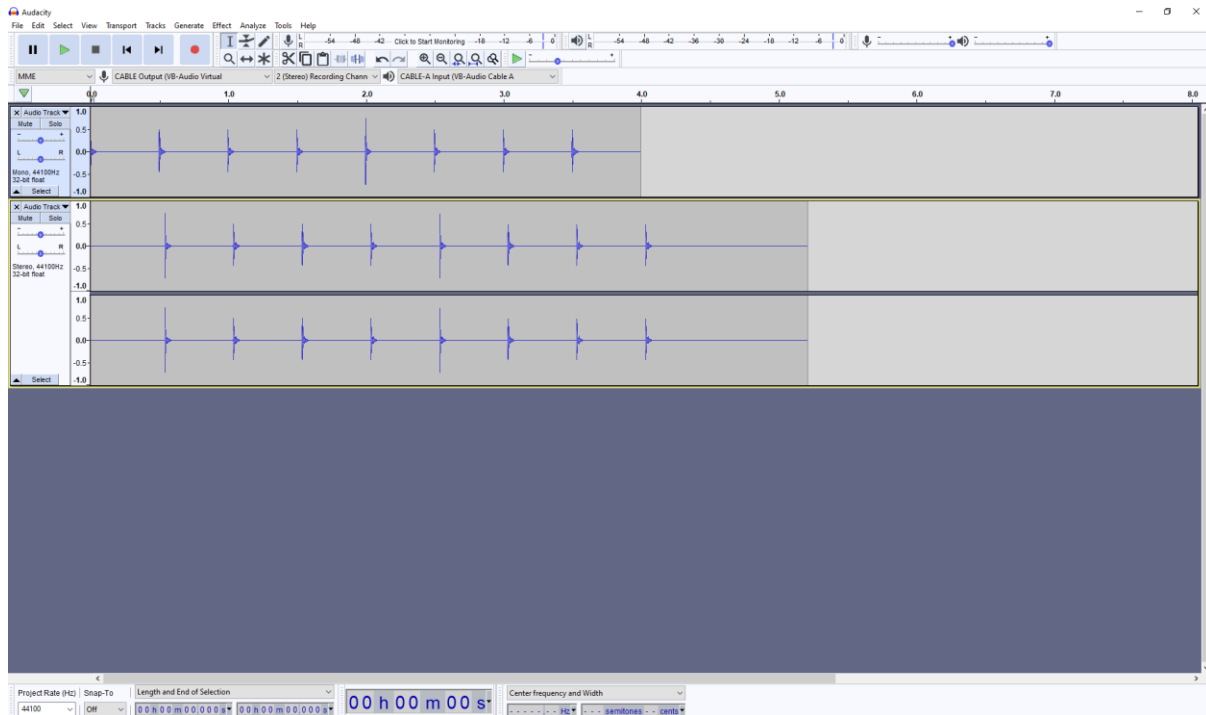 Audacity
File Edit Select View Transport Tracks Generate Effect Analyze Tools Help
L R -54 -48 -42 Click to Start Monitoring -18 -12 -6 0 L R -54 -48 -42 -36 -30 -24 -18 -12 -6 0
MME CABLE Output (VB-Audio Virtual 2 (Stereo) Recording Chann CABLE-A Input (VB-Audio Cable A
0.0 1.0 2.0 3.0 4.0 5.0 6.0 7.0 8.0
X Audio Track 1.0
Mute Solo 0.5
- +
L R 0.0
Mono, 44100Hz
32-bit float -0.5
Select -1.0
X Audio Track 1.0
Mute Solo 0.5
- +
L R 0.0
Stereo, 44100Hz
32-bit float -0.5
-1.0
1.0
0.5
0.0
-0.5
Select -1.0
Project Rate (Hz) Snap-To Length and End of Selection 00 h 00 m 00 s Center frequency and Width
44100 Off 00 h 00 m 00.000 s 00 h 00 m 00.000 s Hz semitones cents